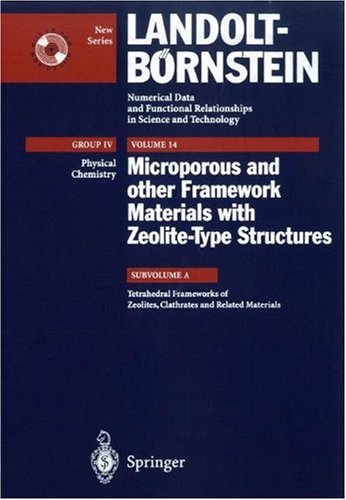 New
Series
LANDOLT-
BØRNSTEIN
Numerical Data
and Functional Relationships
in Science and Technology
GROUP IV
VOLUME 14
Physical
Chemistry
Microporous and
other Framework
Materials with
Zeolite-Type Structures
SUBVOLUME A
Tetrahedral Frameworks of
Zeolites, Clathrates and Related Materials
Springer